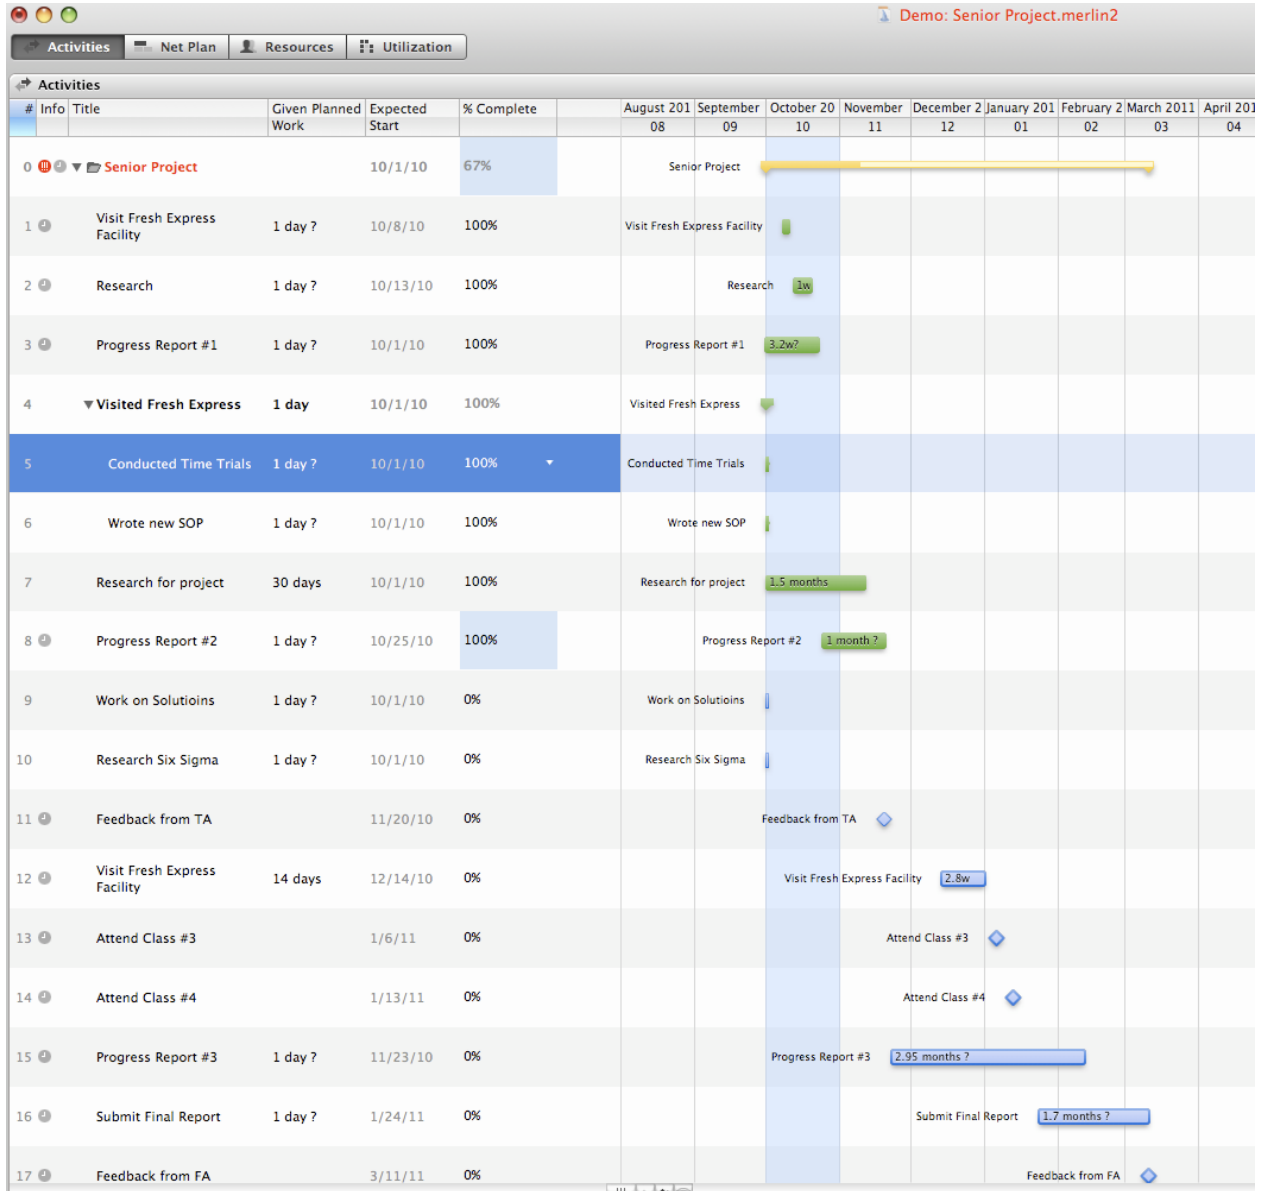 Demo: Senior Project.merlin2
Activities Net Plan Resources Utilization
Activities
# Info Title Given Planned Work Expected Start % Complete August 201 September October 20 November December 2 January 201 February 2 March 2011 April 201
08 09 10 11 12 01 02 03 04
0 Senior Project 10/1/10 67% Senior Project
1 Visit Fresh Express Facility 1 day ? 10/8/10 100% Visit Fresh Express Facility
2 Research 1 day ? 10/13/10 100% Research 1w
3 Progress Report #1 1 day ? 10/1/10 100% Progress Report #1 3.2w?
4 Visited Fresh Express 1 day 10/1/10 100% Visited Fresh Express
5 Conducted Time Trials 1 day ? 10/1/10 100% Conducted Time Trials
6 Wrote new SOP 1 day ? 10/1/10 100% Wrote new SOP
7 Research for project 30 days 10/1/10 100% Research for project 1.5 months
8 Progress Report #2 1 day ? 10/25/10 100% Progress Report #2 1 month ?
9 Work on Solutioins 1 day ? 10/1/10 0% Work on Solutioins
10 Research Six Sigma 1 day ? 10/1/10 0% Research Six Sigma
11 Feedback from TA 11/20/10 0% Feedback from TA
12 Visit Fresh Express Facility 14 days 12/14/10 0% Visit Fresh Express Facility 2.8w
13 Attend Class #3 1/6/11 0% Attend Class #3
14 Attend Class #4 1/13/11 0% Attend Class #4
15 Progress Report #3 1 day ? 11/23/10 0% Progress Report #3 2.95 months ?
16 Submit Final Report 1 day ? 1/24/11 0% Submit Final Report 1.7 months ?
17 Feedback from FA 3/11/11 0% Feedback from FA